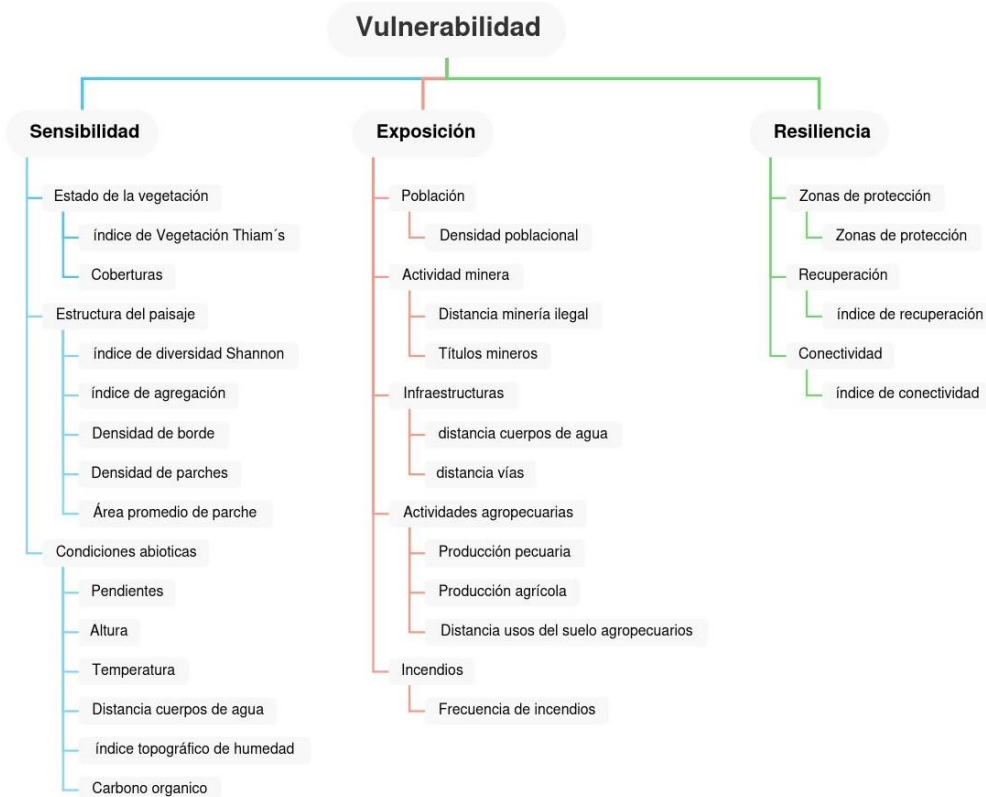 Vulnerabilidad
Sensibilidad
Estado de la vegetación
índice de Vegetación Thiam´s
Coberturas
Estructura del paisaje
índice de diversidad Shannon
índice de agregación
Densidad de borde
Densidad de parches
Área promedio de parche
Condiciones abioticas
Pendientes
Altura
Temperatura
Distancia cuerpos de agua
índice topográfico de humedad
Carbono organico
Exposición
Población
Densidad poblacional
Actividad minera
Distancia minería ilegal
Títulos mineros
Infraestructuras
distancia cuerpos de agua
distancia vías
Actividades agropecuarias
Producción pecuaria
Producción agrícola
Distancia usos del suelo agropecuarios
Incendios
Frecuencia de incendios
Resiliencia
Zonas de protección
Zonas de protección
Recuperación
índice de recuperación
Conectividad
índice de conectividad